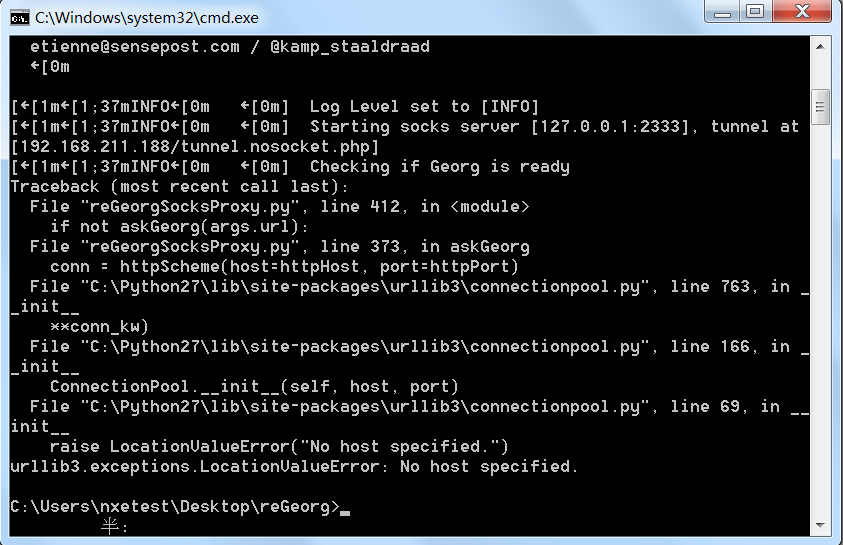 C:\Windows\system32\cmd.exe
etienne@sensepost.com / @kamp_staaldraad
←[0m
[←[1m←[1;37mINFO←[0m   ←[0m]  Log Level set to [INFO]
[←[1m←[1;37mINFO←[0m   ←[0m]  Starting socks server [127.0.0.1:2333], tunnel at
[192.168.211.188/tunnel.nosocket.php]
[←[1m←[1;37mINFO←[0m   ←[0m]  Checking if Georg is ready
Traceback (most recent call last):
  File "reGeorgSocksProxy.py", line 412, in <module>
    if not askGeorg(args.url):
  File "reGeorgSocksProxy.py", line 373, in askGeorg
    conn = httpScheme(host=httpHost, port=httpPort)
  File "C:\Python27\lib\site-packages\urllib3\connectionpool.py", line 763, in _
_init__
    **conn_kw)
  File "C:\Python27\lib\site-packages\urllib3\connectionpool.py", line 166, in _
_init__
    ConnectionPool.__init__(self, host, port)
  File "C:\Python27\lib\site-packages\urllib3\connectionpool.py", line 69, in __
init__
    raise LocationValueError("No host specified.")
urllib3.exceptions.LocationValueError: No host specified.
C:\Users\nxetest\Desktop\reGeorg>_
半: